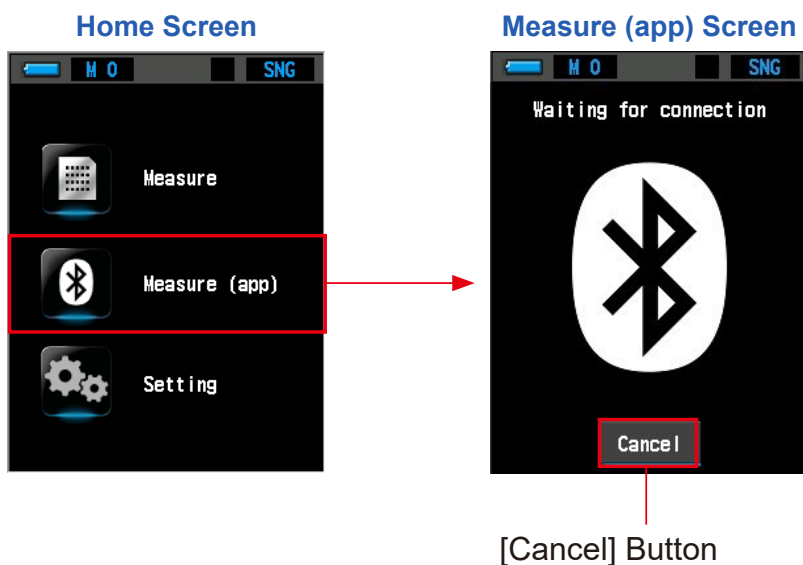 Home Screen
M 0 SNG
Measure
Measure (app)
Setting
Measure (app) Screen
M 0 SNG
Waiting for connection
Cancel
[Cancel] Button